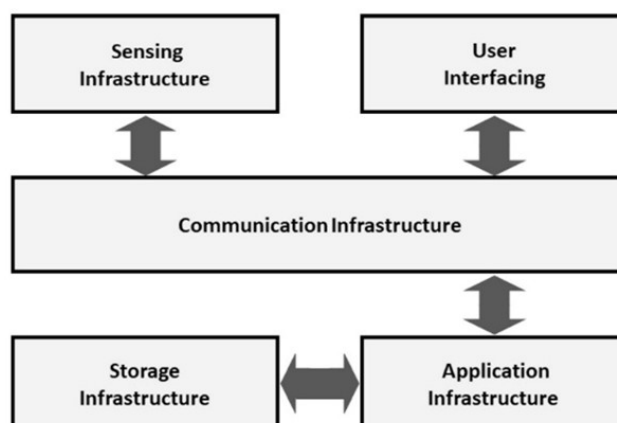 Sensing
Infrastructure
User
Interfacing
Communication Infrastructure
Storage
Infrastructure
Application
Infrastructure